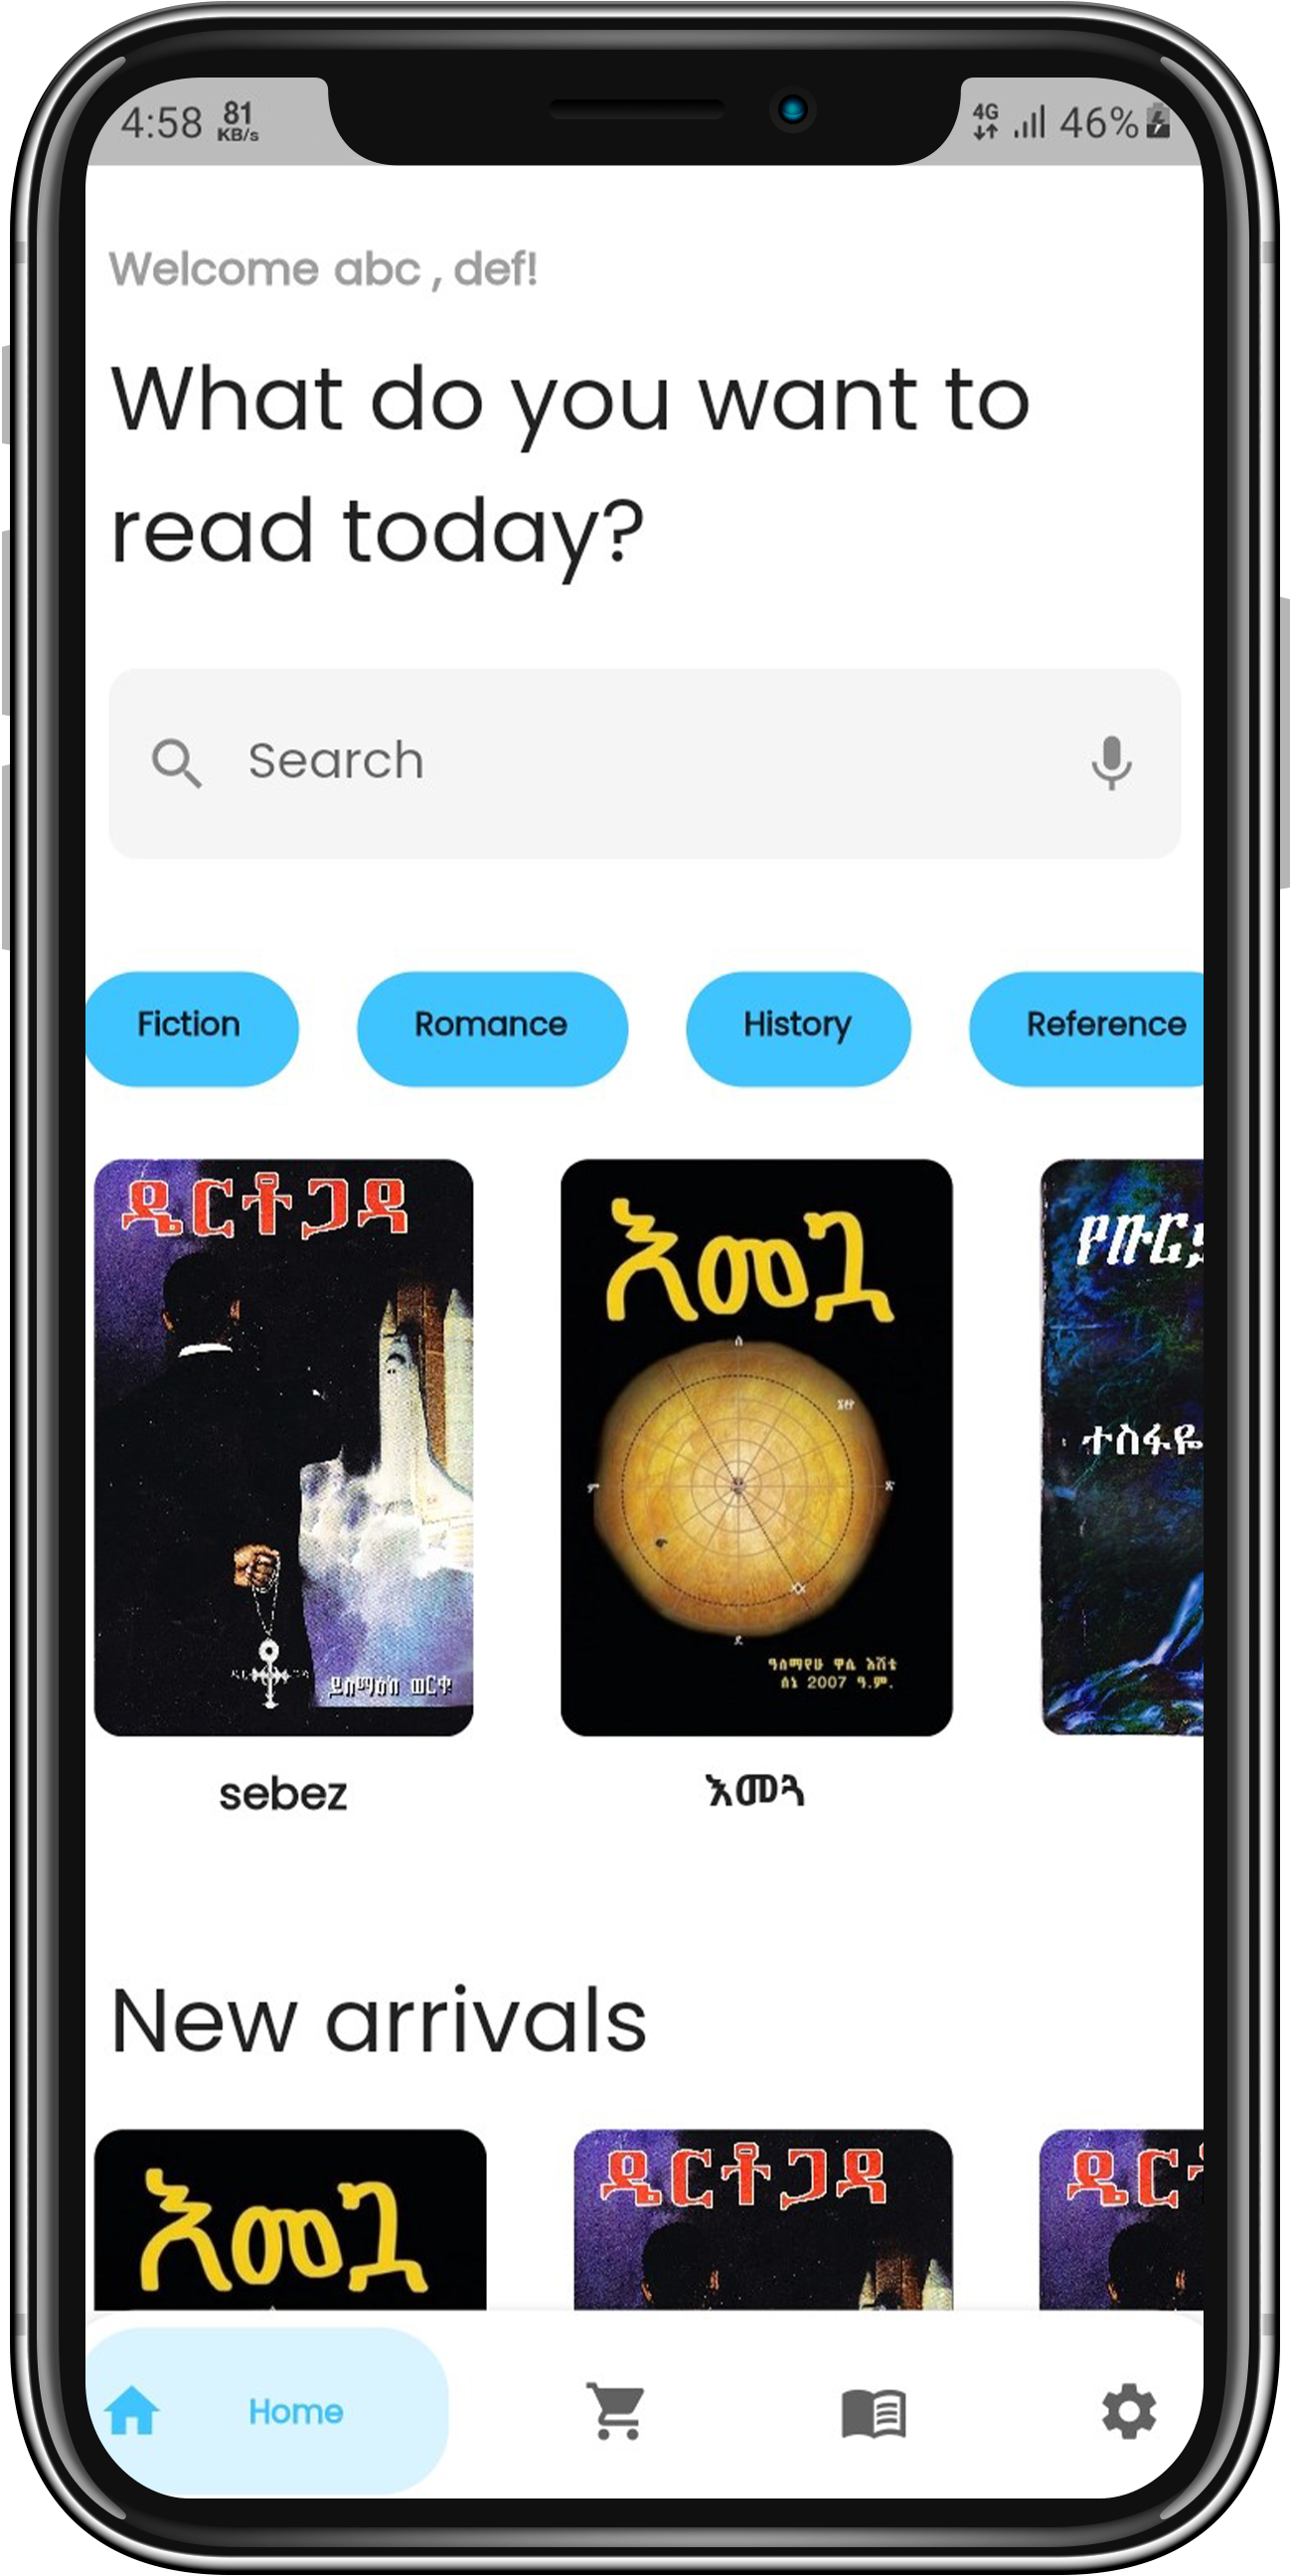 4:58 81 KB/s 4G 46%
Welcome abc , def!
What do you want to
read today?
Search
Fiction Romance History Reference
ዴርቶጋዳ
ይስማዕከ ወርቁ
እመጓ
ዓለማየሁ ዋሴ እሸቴ
ሰኔ 2007 ዓ.ም.
የቡርቃ
ተስፋዬ
sebez
እመጓ
New arrivals
እመጓ
ዴርቶጋዳ
ዴርቶ
Home